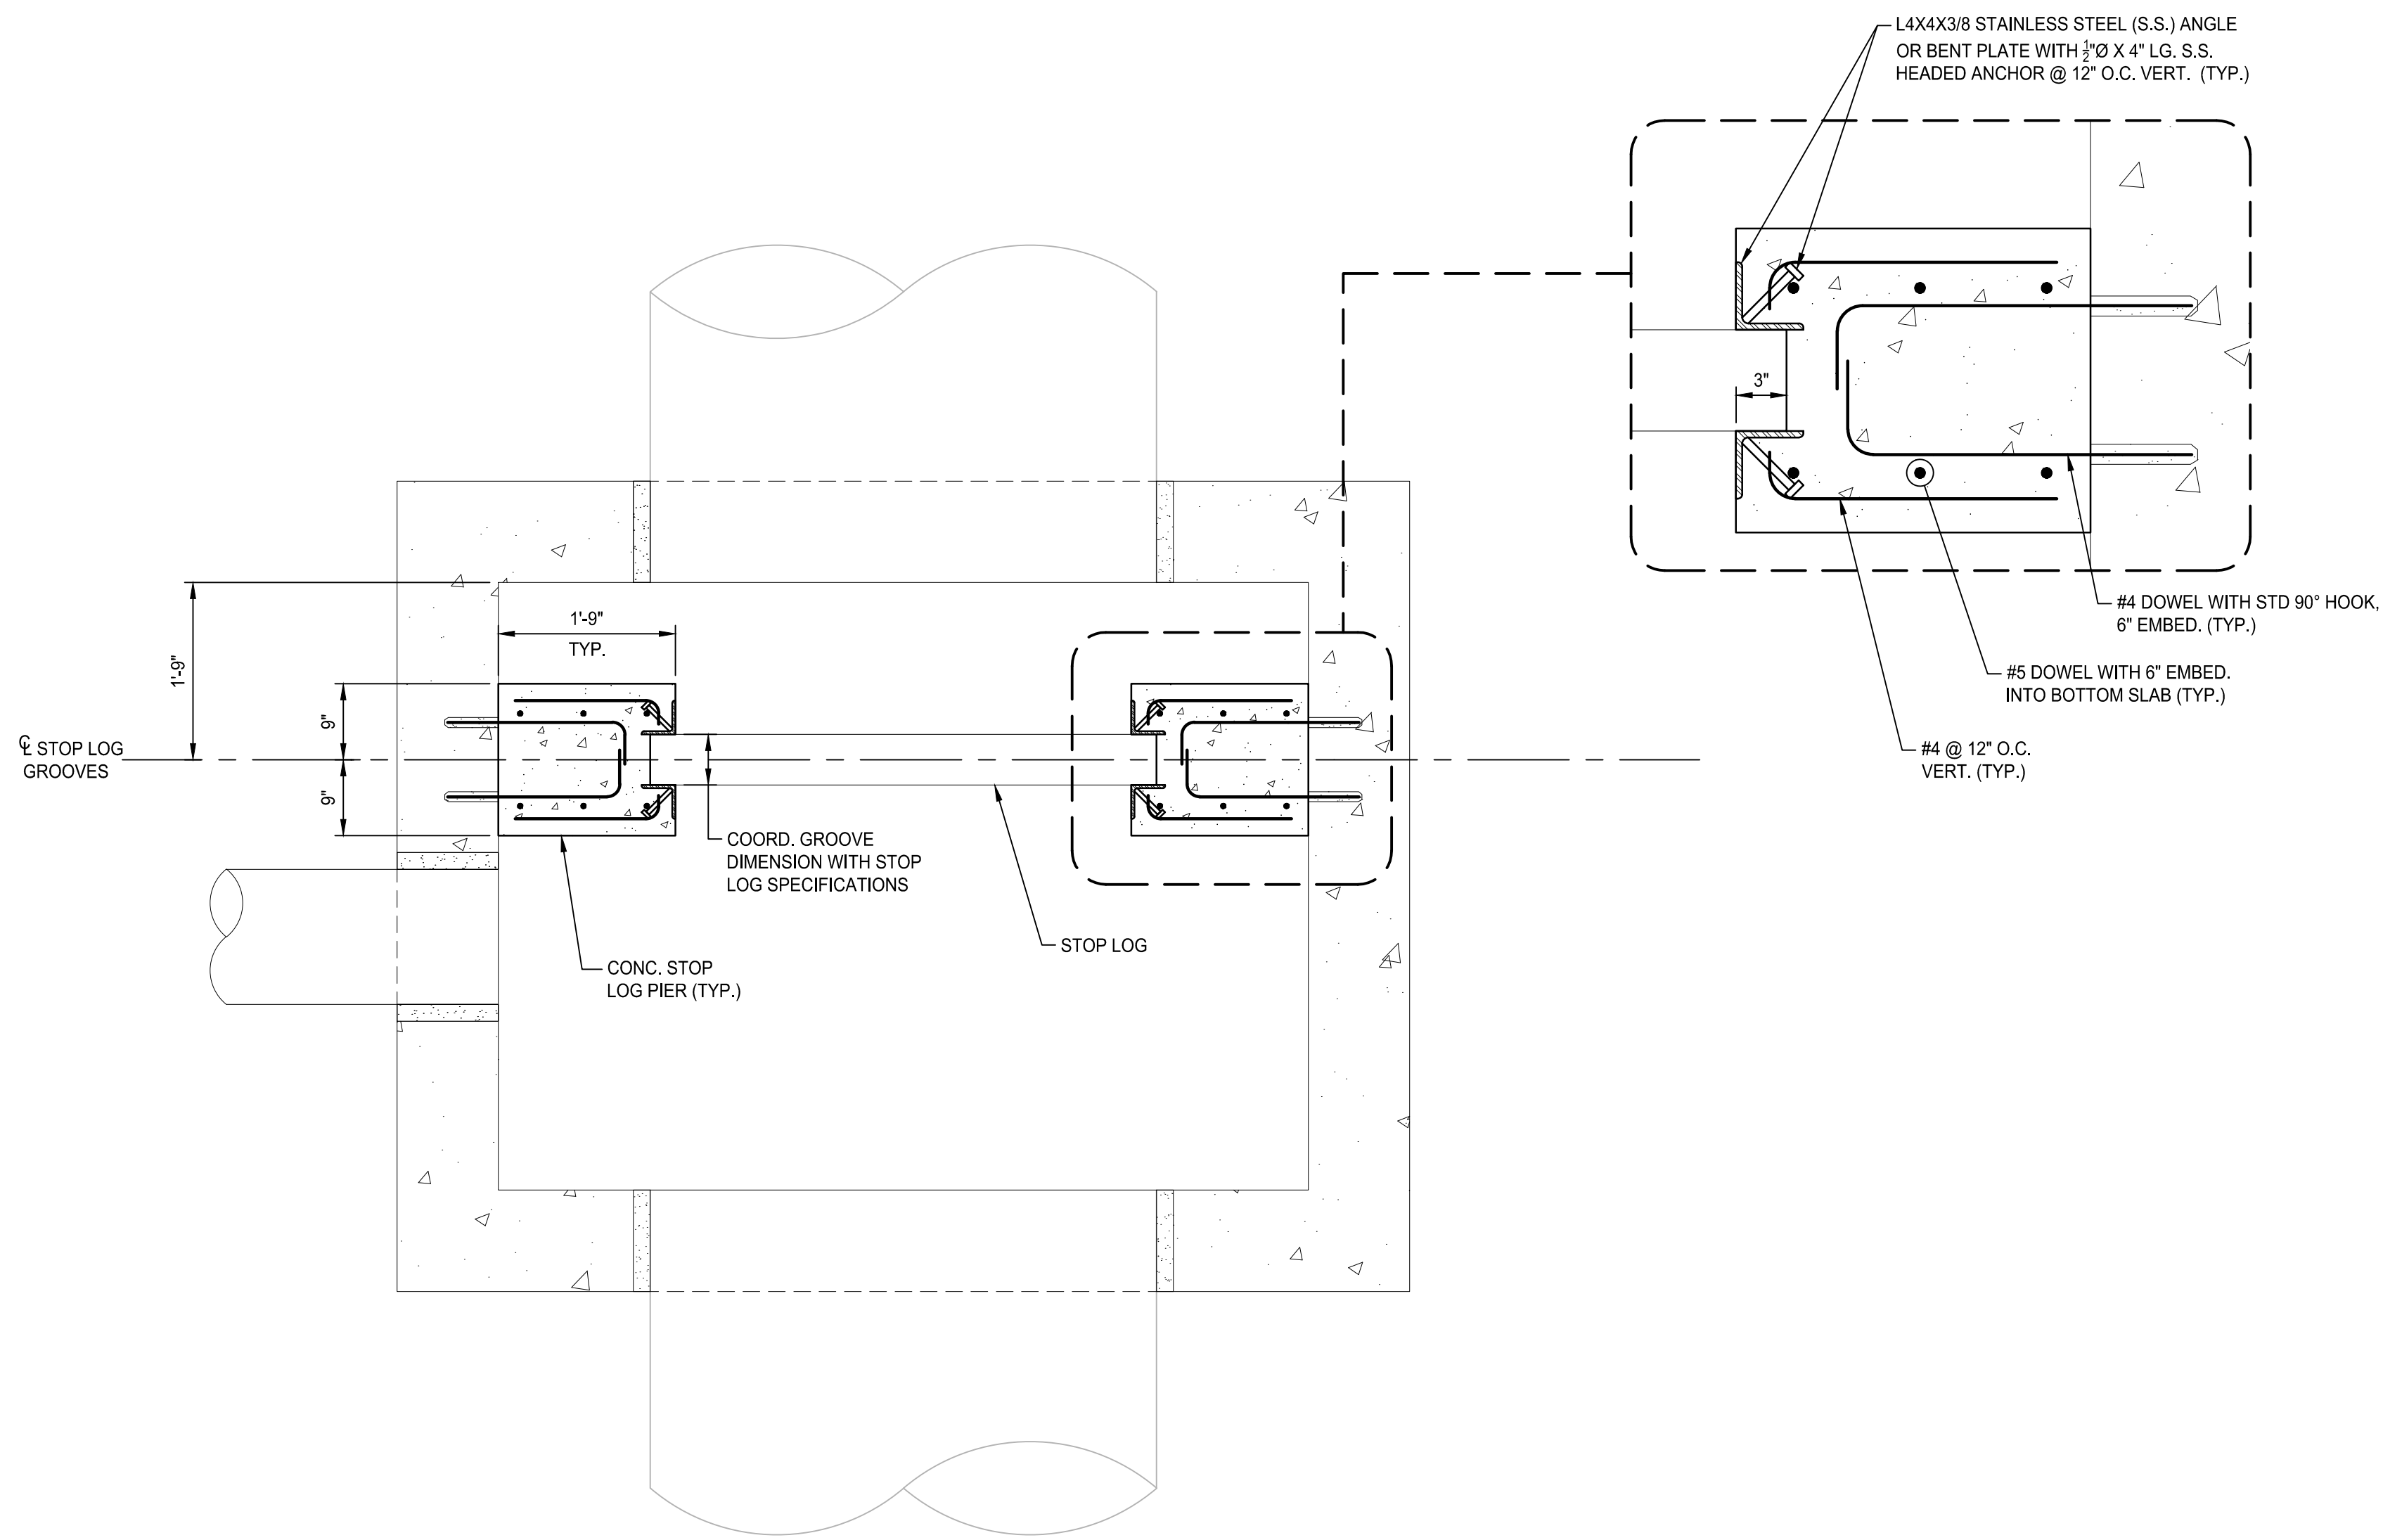 L4X4X3/8 STAINLESS STEEL (S.S.) ANGLE
OR BENT PLATE WITH ½"Ø X 4" LG. S.S.
HEADED ANCHOR @ 12" O.C. VERT. (TYP.)
3"
#4 DOWEL WITH STD 90° HOOK,
6" EMBED. (TYP.)
#5 DOWEL WITH 6" EMBED.
INTO BOTTOM SLAB (TYP.)
#4 @ 12" O.C.
VERT. (TYP.)
1'-9"
TYP.
1'-9"
9"
9"
℄ STOP LOG
GROOVES
COORD. GROOVE
DIMENSION WITH STOP
LOG SPECIFICATIONS
STOP LOG
CONC. STOP
LOG PIER (TYP.)